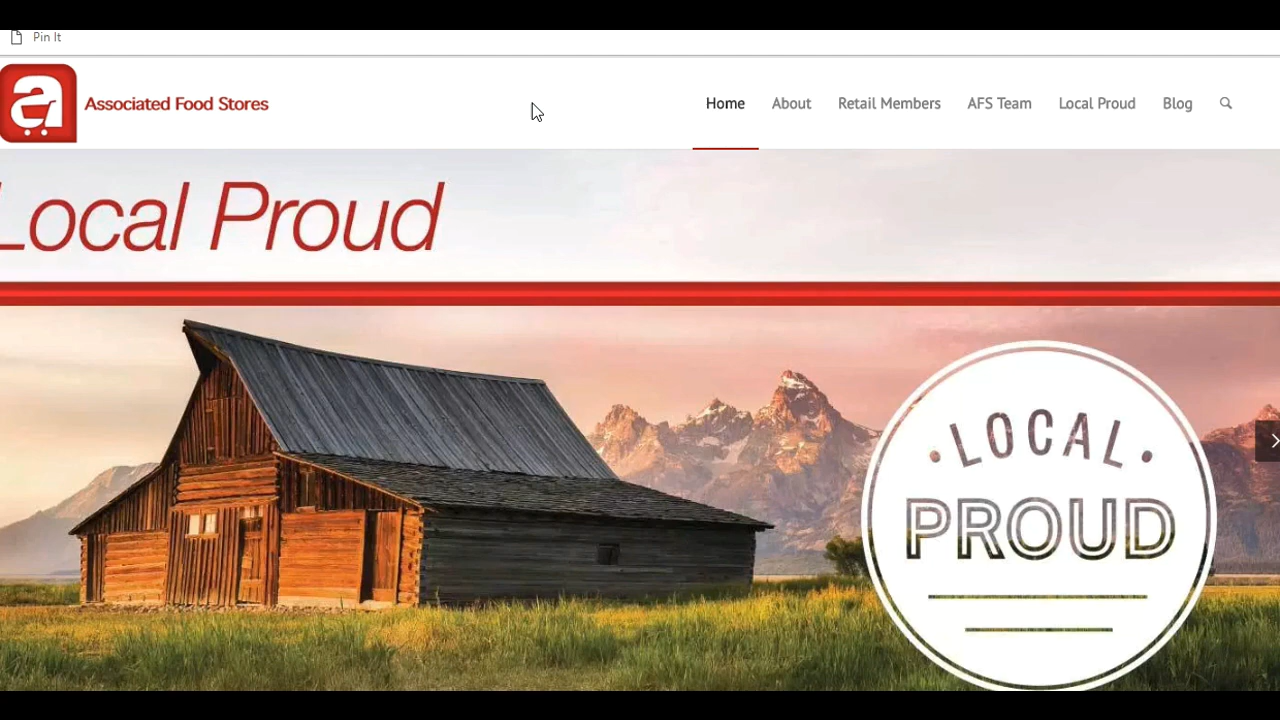 Pin It
a Associated Food Stores
Home About Retail Members AFS Team Local Proud Blog
Local Proud
· LOCAL ·
PROUD